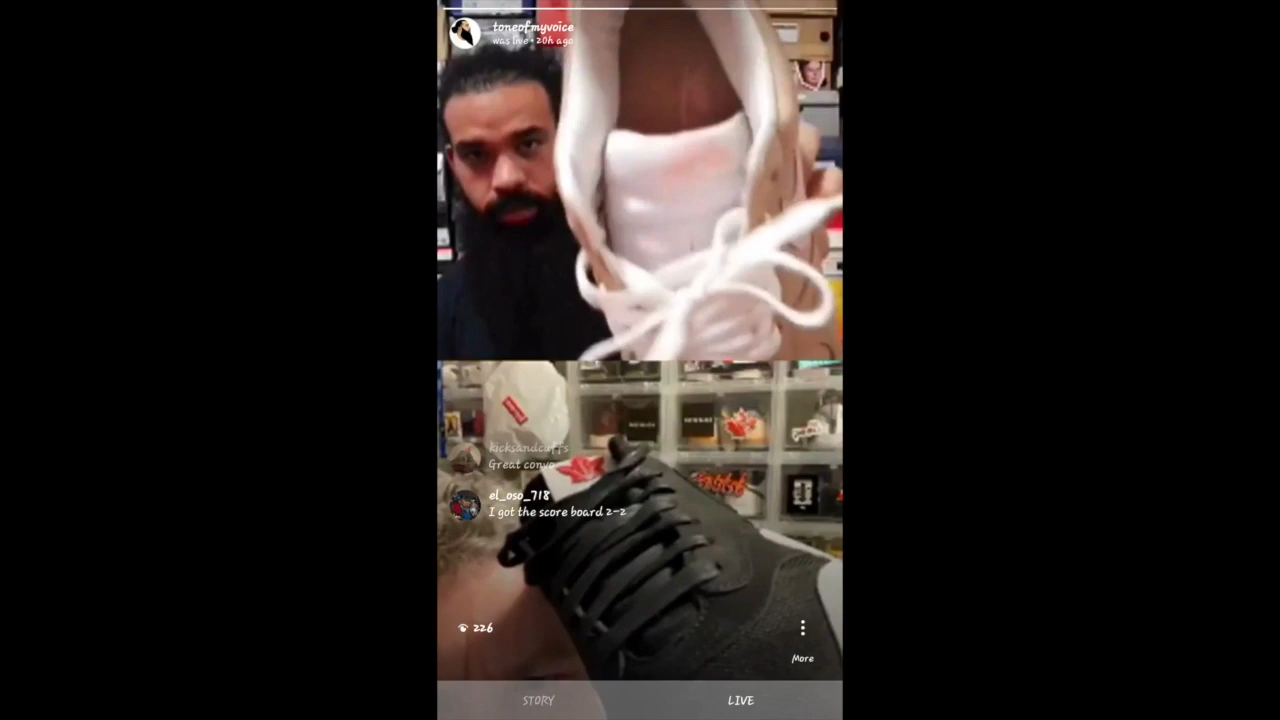 toneofmyvoice
was live • 20h ago
kicksandcuffs
Great convo
el_oso_718
I got the score board 2-2
226
More
STORY
LIVE